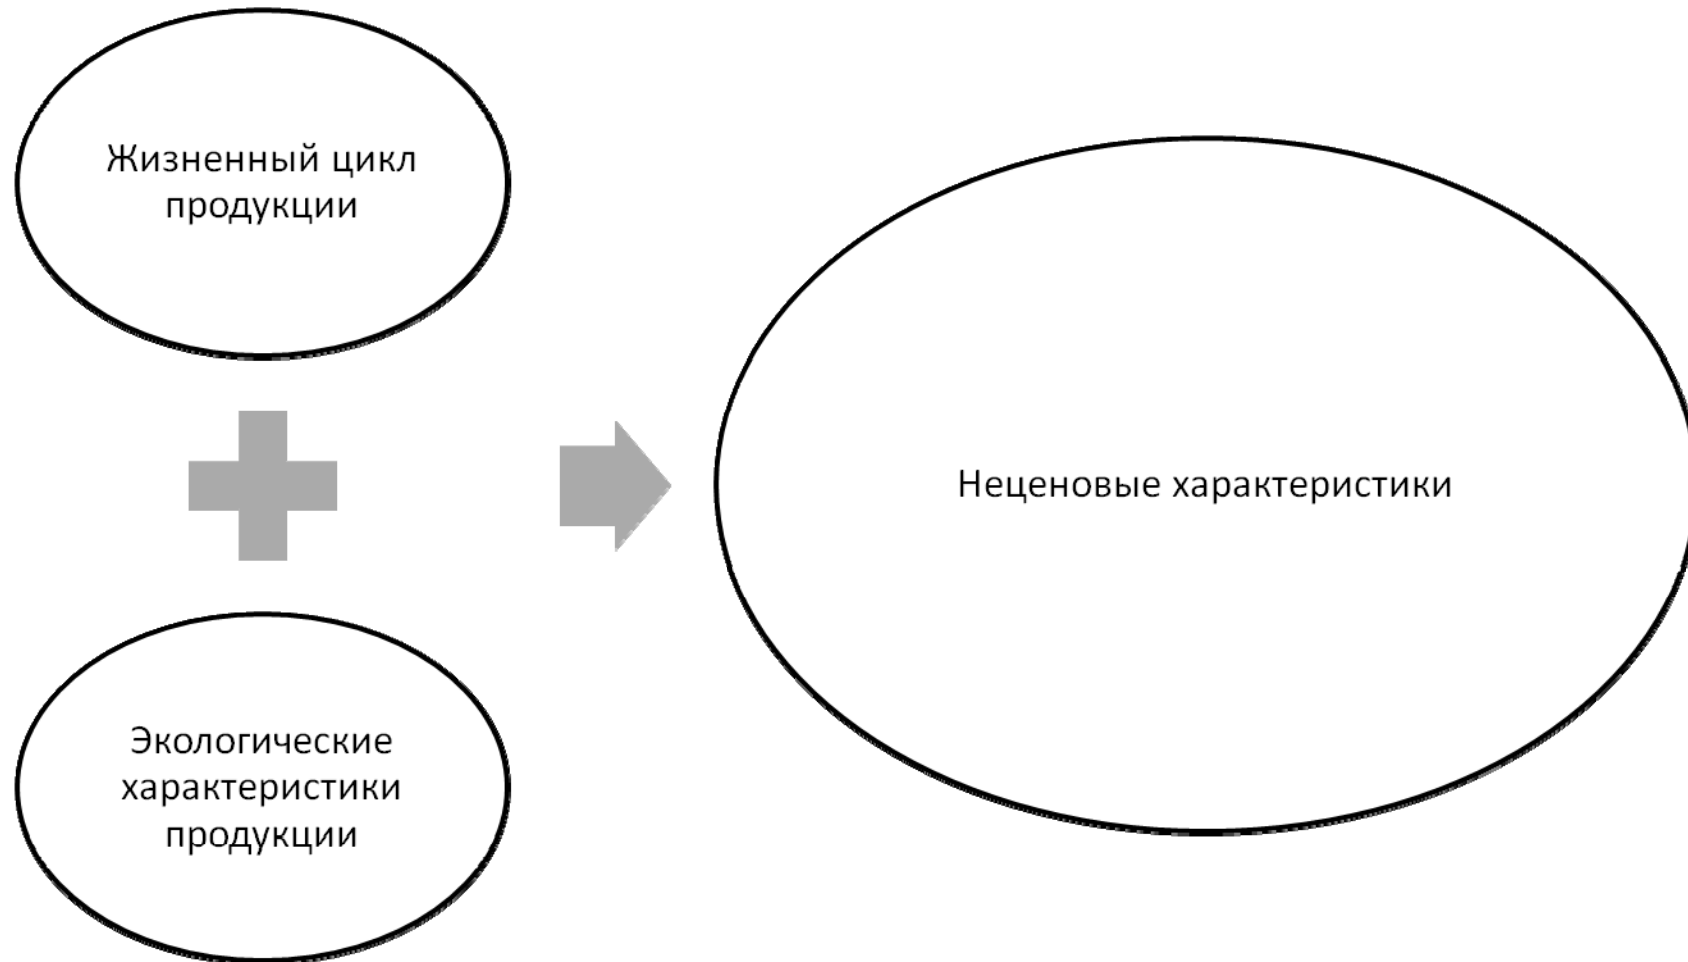 Жизненный цикл
продукции
Экологические
характеристики
продукции
Неценовые характеристики